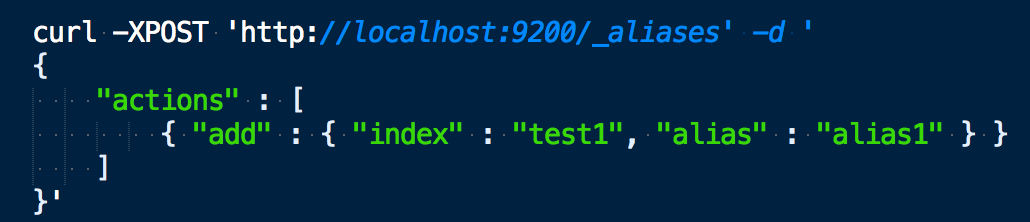 curl -XPOST 'http://localhost:9200/_aliases' -d '
{
    "actions" : [
        { "add" : { "index" : "test1", "alias" : "alias1" } }
    ]
}'